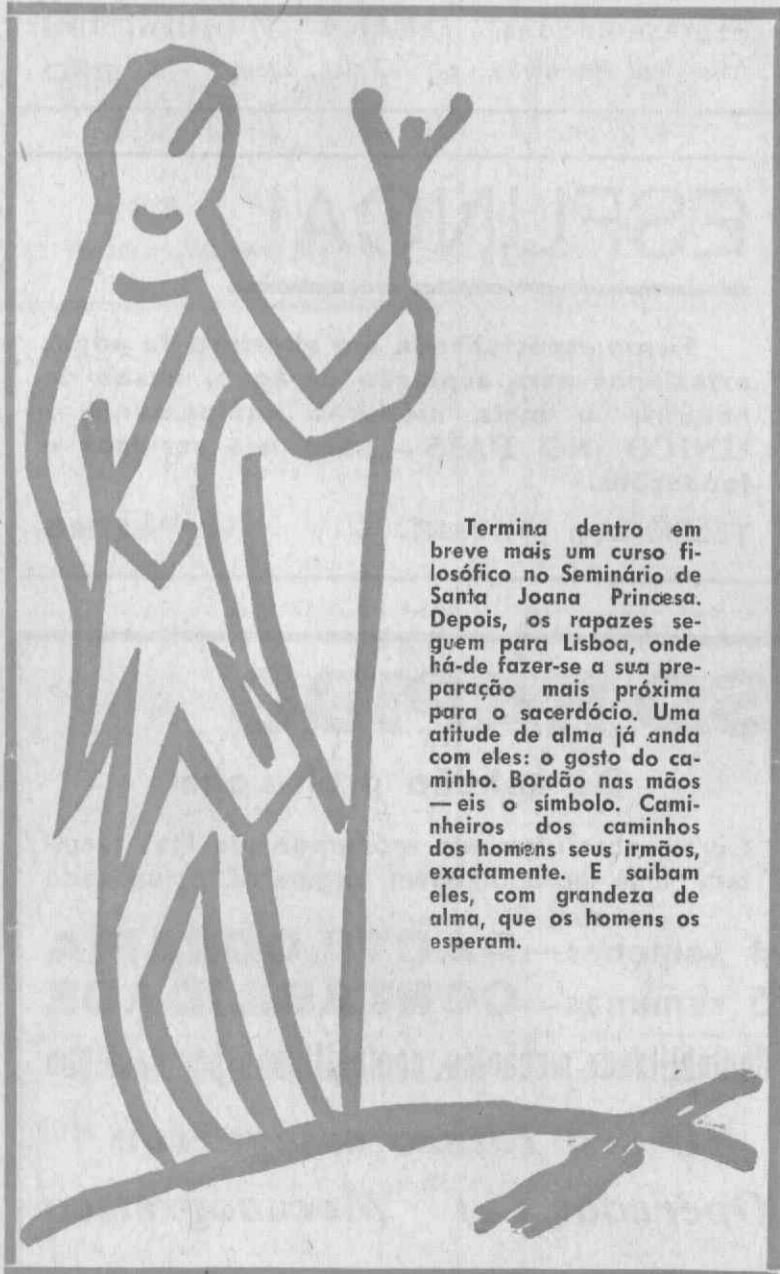 Termina dentro em
breve mais um curso fi-
losófico no Seminário de
Santa Joana Princesa.
Depois, os rapazes se-
guem para Lisboa, onde
há-de fazer-se a sua pre-
paração mais próxima
para o sacerdócio. Uma
atitude de alma já anda
com eles: o gosto do ca-
minho. Bordão nas mãos
— eis o símbolo. Cami-
nheiros dos caminhos
dos homens seus irmãos,
exactamente. E saibam
eles, com grandeza de
alma, que os homens os
esperam.